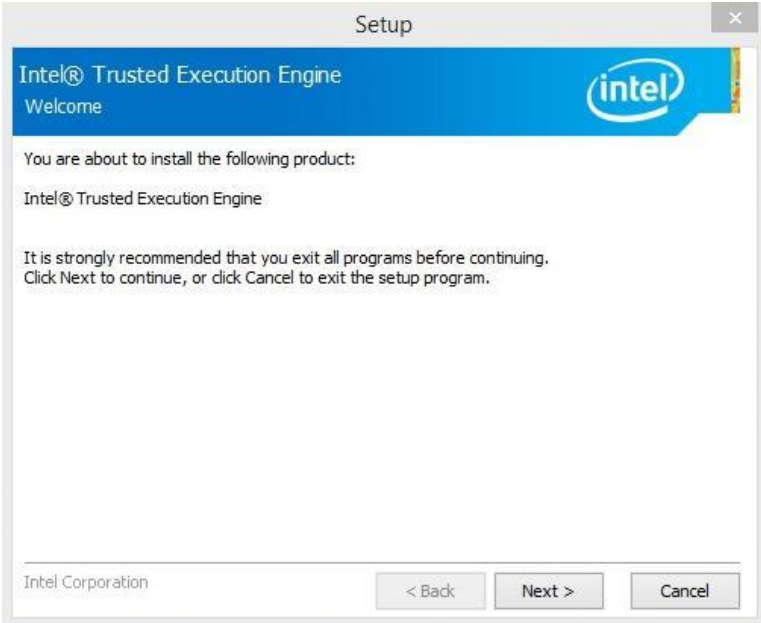 Setup
Intel® Trusted Execution Engine
Welcome
intel
You are about to install the following product:
Intel® Trusted Execution Engine
It is strongly recommended that you exit all programs before continuing.
Click Next to continue, or click Cancel to exit the setup program.
Intel Corporation
< Back
Next >
Cancel